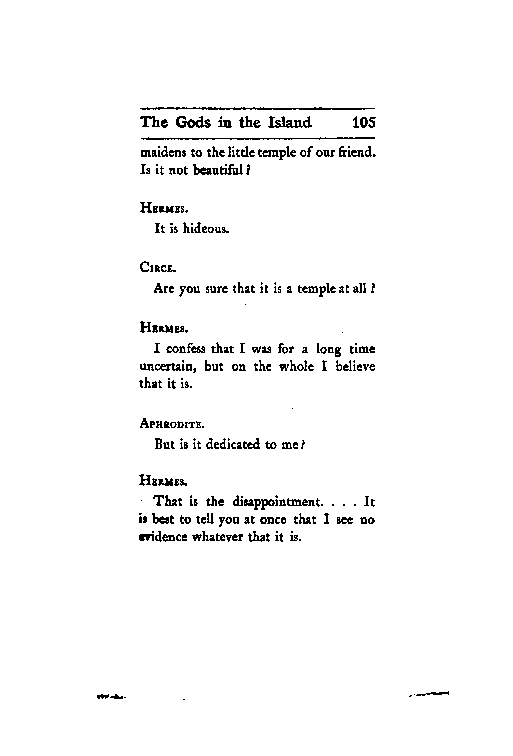 The Gods in the Island 105
maidens to the little temple of our friend.
Is it not beautiful?
HERMES.
It is hideous.
CIRCE.
Are you sure that it is a temple at all?
HERMES.
I confess that I was for a long time
uncertain, but on the whole I believe
that it is.
APHRODITE.
But is it dedicated to me?
HERMES.
That is the disappointment. . . . It
is best to tell you at once that I see no
evidence whatever that it is.